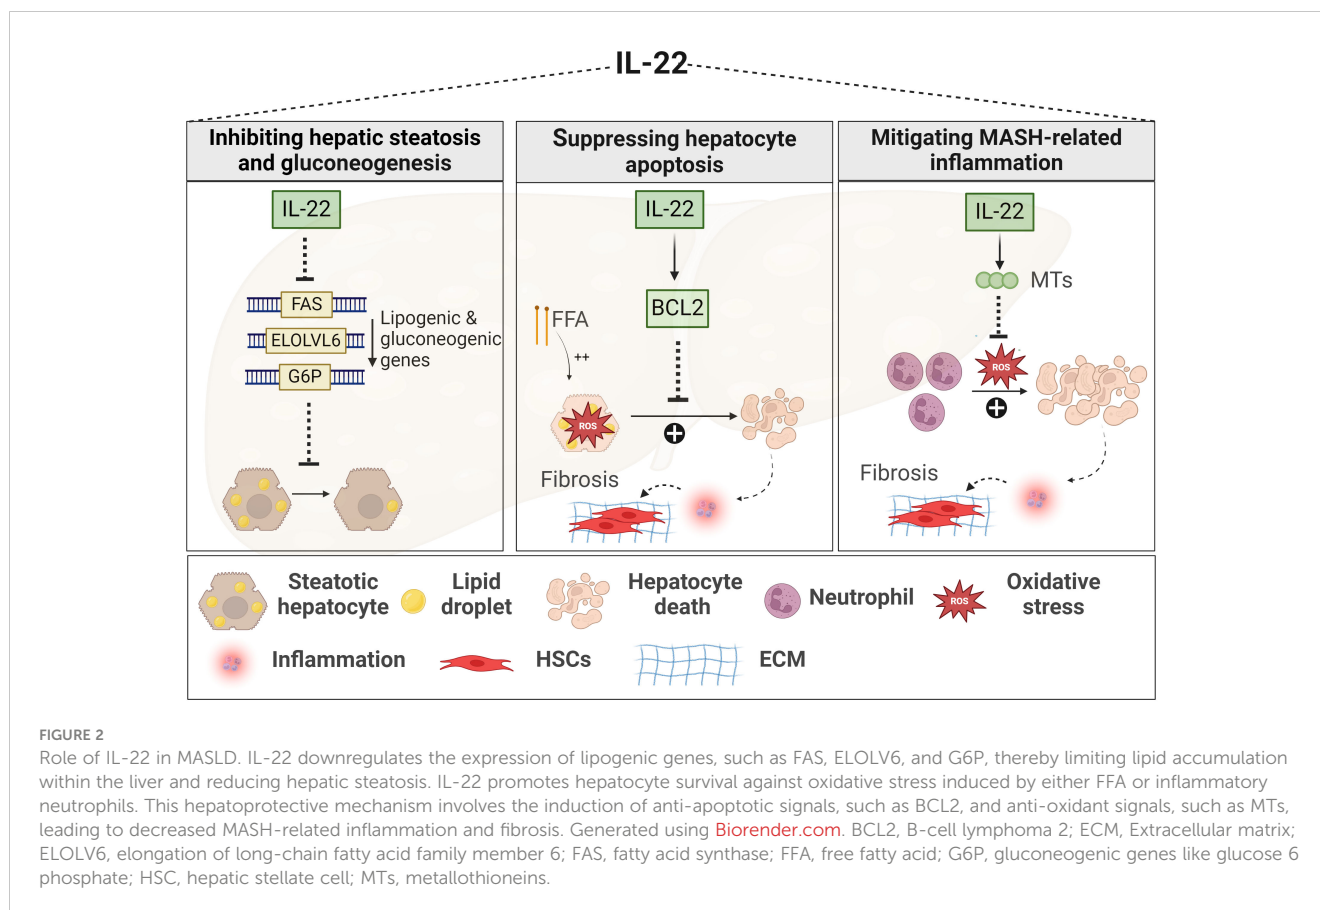 IL-22
Inhibiting hepatic steatosis
and gluconeogenesis
IL-22
FAS
ELOLVL6
G6P
Lipogenic &
gluconeogenic
genes
Suppressing hepatocyte
apoptosis
IL-22
BCL2
FFA
++
ROS
Fibrosis
Mitigating MASH-related
inflammation
IL-22
MTs
ROS
Fibrosis
Steatotic
hepatocyte
Lipid
droplet
Hepatocyte
death
Neutrophil
ROS
Oxidative
stress
Inflammation
HSCs
ECM
FIGURE 2
Role of IL-22 in MASLD. IL-22 downregulates the expression of lipogenic genes, such as FAS, ELOLV6, and G6P, thereby limiting lipid accumulation
within the liver and reducing hepatic steatosis. IL-22 promotes hepatocyte survival against oxidative stress induced by either FFA or inflammatory
neutrophils. This hepatoprotective mechanism involves the induction of anti-apoptotic signals, such as BCL2, and anti-oxidant signals, such as MTs,
leading to decreased MASH-related inflammation and fibrosis. Generated using Biorender.com. BCL2, B-cell lymphoma 2; ECM, Extracellular matrix;
ELOLV6, elongation of long-chain fatty acid family member 6; FAS, fatty acid synthase; FFA, free fatty acid; G6P, gluconeogenic genes like glucose 6
phosphate; HSC, hepatic stellate cell; MTs, metallothioneins.